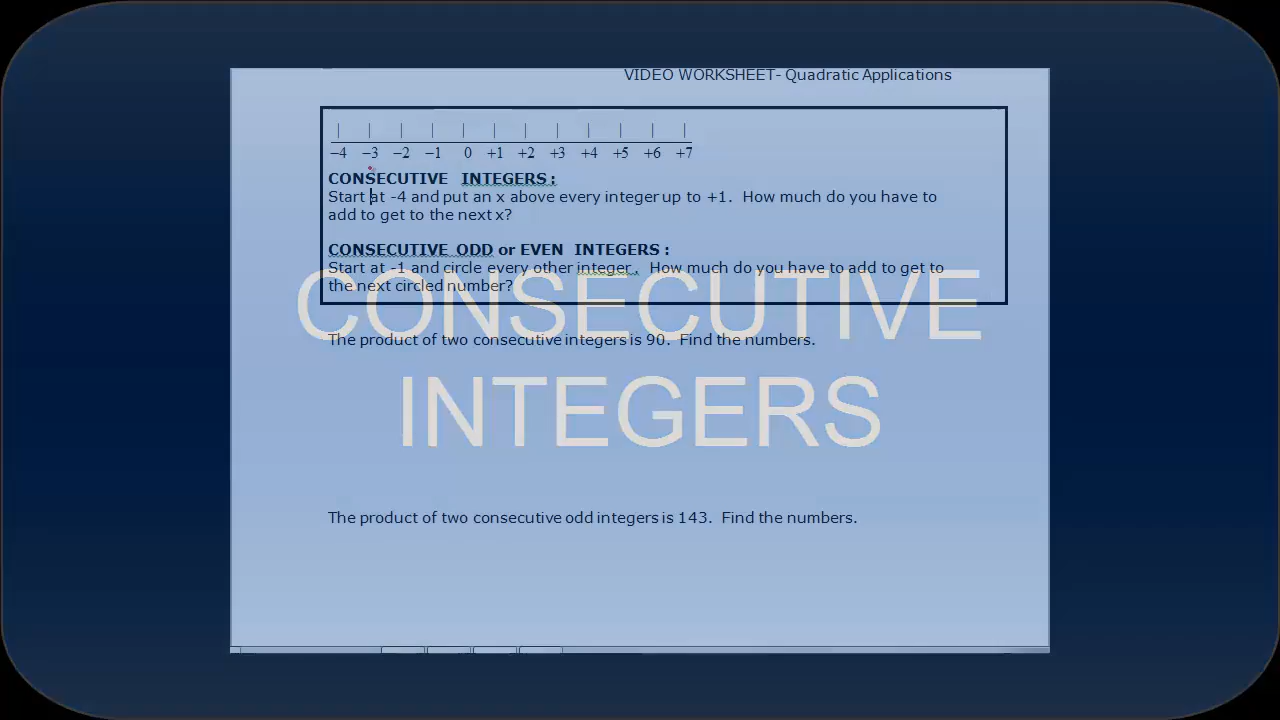 VIDEO WORKSHEET- Quadratic Applications
−4 −3 −2 −1 0 +1 +2 +3 +4 +5 +6 +7
CONSECUTIVE INTEGERS:
Start at -4 and put an x above every integer up to +1. How much do you have to
add to get to the next x?
CONSECUTIVE ODD or EVEN INTEGERS:
Start at -1 and circle every other integer. How much do you have to add to get to
the next circled number?
CONSECUTIVE
The product of two consecutive integers is 90. Find the numbers.
INTEGERS
The product of two consecutive odd integers is 143. Find the numbers.